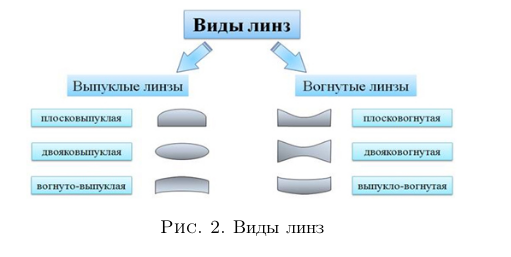 Виды линз
Выпуклые линзы
Вогнутые линзы
плосковыпуклая
плосковогнутая
двояковыпуклая
двояковогнутая
вогнуто-выпуклая
выпукло-вогнутая
Рис. 2. Виды линз